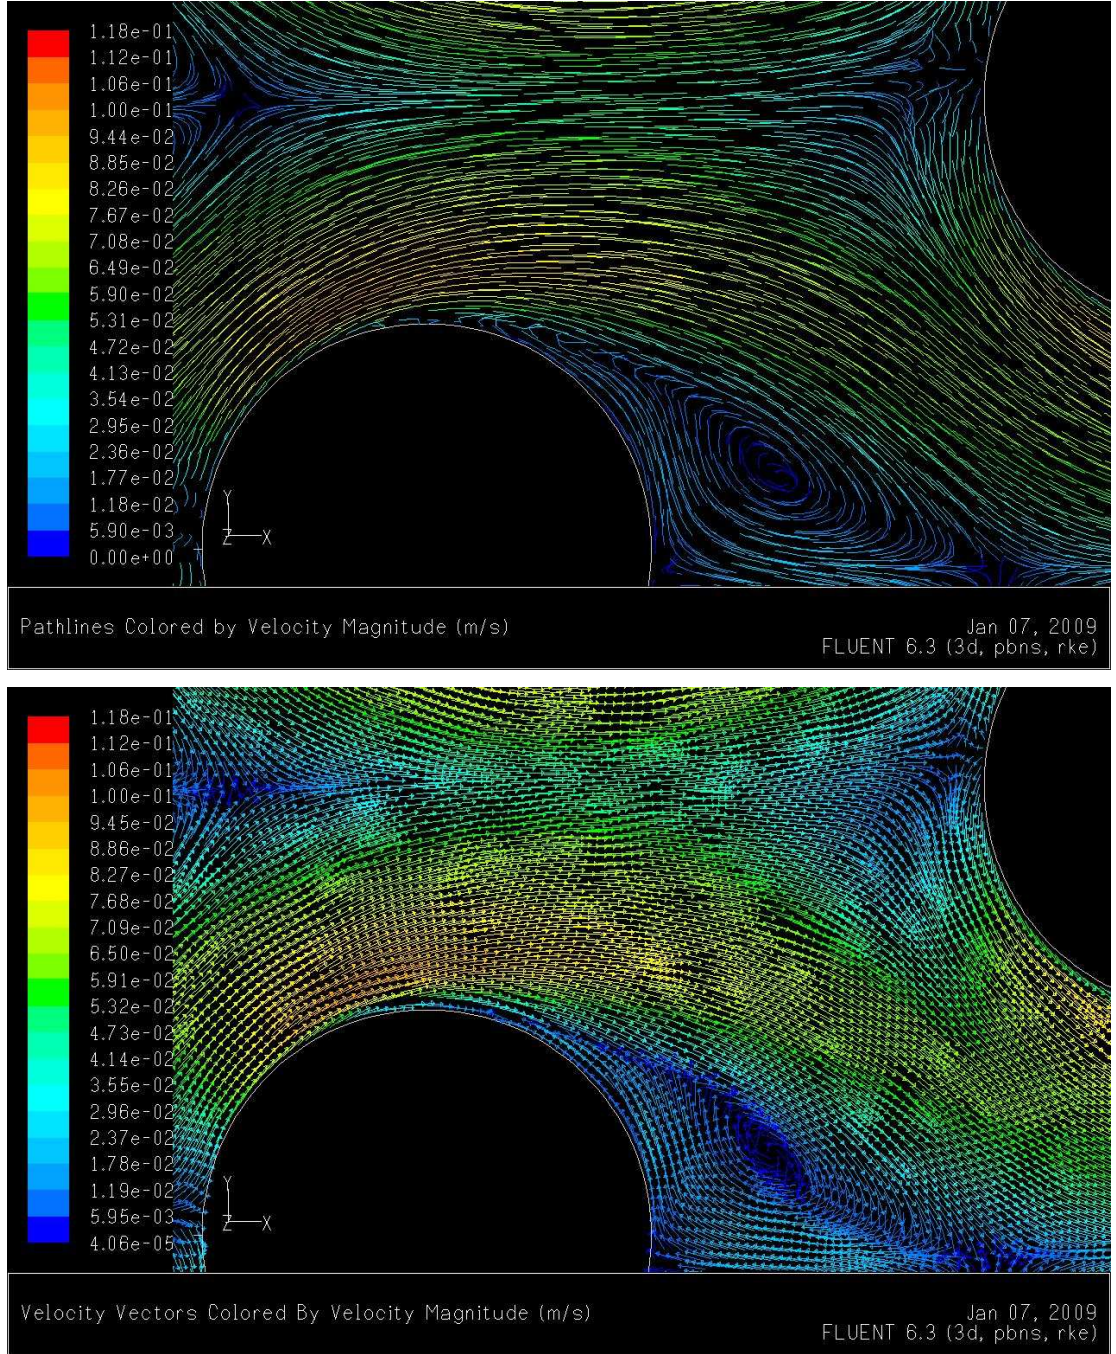 1.18e-01
1.12e-01
1.06e-01
1.00e-01
9.44e-02
8.85e-02
8.26e-02
7.67e-02
7.08e-02
6.49e-02
5.90e-02
5.31e-02
4.72e-02
4.13e-02
3.54e-02
2.95e-02
2.36e-02
1.77e-02
1.18e-02
5.90e-03
0.00e+00
Y
Z X
Pathlines Colored by Velocity Magnitude (m/s)
Jan 07, 2009
FLUENT 6.3 (3d, pbns, rke)
1.18e-01
1.12e-01
1.06e-01
1.00e-01
9.45e-02
8.86e-02
8.27e-02
7.68e-02
7.09e-02
6.50e-02
5.91e-02
5.32e-02
4.73e-02
4.14e-02
3.55e-02
2.96e-02
2.37e-02
1.78e-02
1.19e-02
5.95e-03
4.06e-05
Y
Z X
Velocity Vectors Colored By Velocity Magnitude (m/s)
Jan 07, 2009
FLUENT 6.3 (3d, pbns, rke)